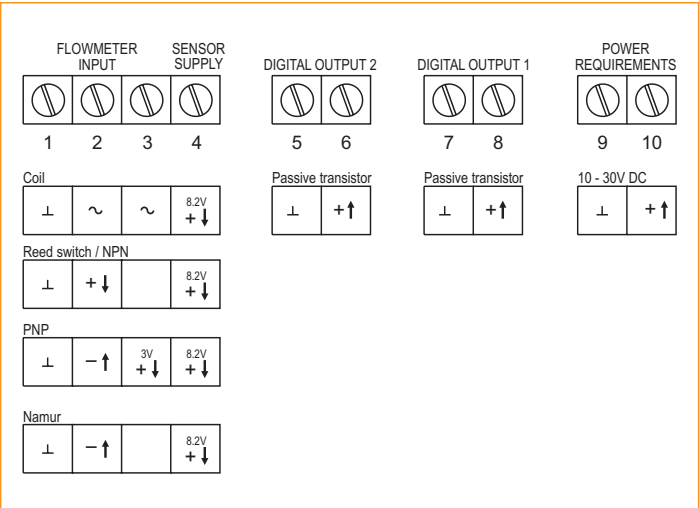 FLOWMETER INPUT
SENSOR SUPPLY
DIGITAL OUTPUT 2
DIGITAL OUTPUT 1
POWER REQUIREMENTS
1 2 3 4 5 6 7 8 9 10
Coil
Passive transistor
Passive transistor
10 - 30V DC
⊥ ~ ~ 8.2V + ↓
⊥ + ↑
⊥ + ↑
⊥ + ↑
Reed switch / NPN
⊥ + ↓ 8.2V + ↓
PNP
⊥ – ↑ 3V + ↓ 8.2V + ↓
Namur
⊥ – ↑ 8.2V + ↓